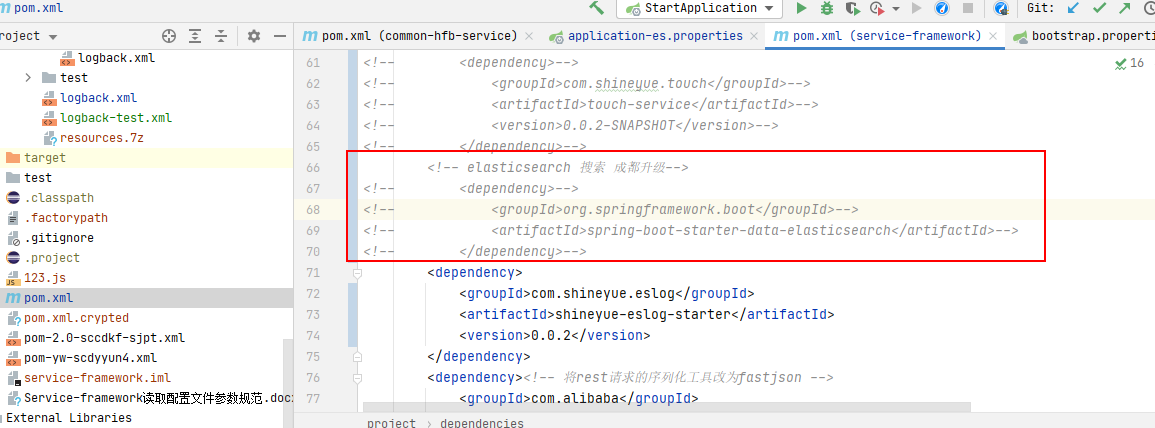 pom.xml
StartApplication
Git:
roject
pom.xml (common-hfb-service)
application-es.properties
pom.xml (service-framework)
bootstrap.properti
logback.xml
test
logback.xml
logback-test.xml
resources.7z
target
test
.classpath
.factorypath
.gitignore
.project
123.js
pom.xml
pom.xml.crypted
pom-2.0-sccdkf-sjpt.xml
pom-yw-scdyyun4.xml
service-framework.iml
Service-framework读取配置文件参数规范.doc
External Libraries
16
61 <!-- <dependency>-->
62 <!-- <groupId>com.shineyue.touch</groupId>-->
63 <!-- <artifactId>touch-service</artifactId>-->
64 <!-- <version>0.0.2-SNAPSHOT</version>-->
65 <!-- </dependency>-->
66 <!-- elasticsearch 搜索 成都升级-->
67 <!-- <dependency>-->
68 <!-- <groupId>org.springframework.boot</groupId>-->
69 <!-- <artifactId>spring-boot-starter-data-elasticsearch</artifactId>-->
70 <!-- </dependency>-->
71 <dependency>
72 <groupId>com.shineyue.eslog</groupId>
73 <artifactId>shineyue-eslog-starter</artifactId>
74 <version>0.0.2</version>
75 </dependency>
76 <dependency><!-- 将rest请求的序列化工具改为fastjson -->
77 <groupId>com.alibaba</groupId>
project › dependencies